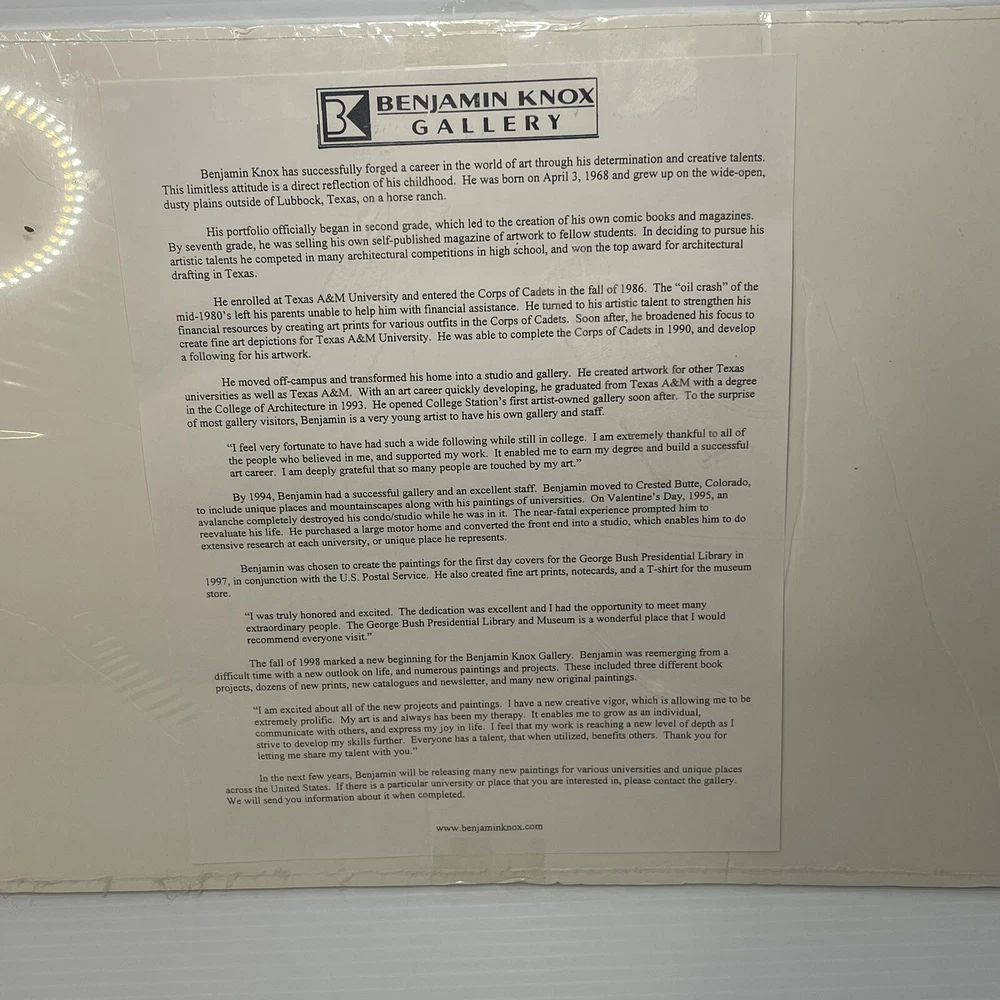 BK BENJAMIN KNOX
GALLERY
Benjamin Knox has successfully forged a career in the world of art through his determination and creative talents.
This limitless attitude is a direct reflection of his childhood. He was born on April 3, 1968 and grew up on the wide-open,
dusty plains outside of Lubbock, Texas, on a horse ranch.
His portfolio officially began in second grade, which led to the creation of his own comic books and magazines.
By seventh grade, he was selling his own self-published magazine of artwork to fellow students. In deciding to pursue his
artistic talents he competed in many architectural competitions in high school, and won the top award for architectural
drafting in Texas.
He enrolled at Texas A&M University and entered the Corps of Cadets in the fall of 1986. The “oil crash” of the
mid-1980’s left his parents unable to help him with financial assistance. He turned to his artistic talent to strengthen his
financial resources by creating art prints for various outfits in the Corps of Cadets. Soon after, he broadened his focus to
create fine art depictions for Texas A&M University. He was able to complete the Corps of Cadets in 1990, and develop
a following for his artwork.
He moved off-campus and transformed his home into a studio and gallery. He created artwork for other Texas
universities as well as Texas A&M. With an art career quickly developing, he graduated from Texas A&M with a degree
in the College of Architecture in 1993. He opened College Station’s first artist-owned gallery soon after. To the surprise
of most gallery visitors, Benjamin is a very young artist to have his own gallery and staff.
“I feel very fortunate to have had such a wide following while still in college. I am extremely thankful to all of
the people who believed in me, and supported my work. It enabled me to earn my degree and build a successful
art career. I am deeply grateful that so many people are touched by my art.”
By 1994, Benjamin had a successful gallery and an excellent staff. Benjamin moved to Crested Butte, Colorado,
to include unique places and mountainscapes along with his paintings of universities. On Valentine’s Day, 1995, an
avalanche completely destroyed his condo/studio while he was in it. The near-fatal experience prompted him to
reevaluate his life. He purchased a large motor home and converted the front end into a studio, which enables him to do
extensive research at each university, or unique place he represents.
Benjamin was chosen to create the paintings for the first day covers for the George Bush Presidential Library in
1997, in conjunction with the U.S. Postal Service. He also created fine art prints, notecards, and a T-shirt for the museum
store.
“I was truly honored and excited. The dedication was excellent and I had the opportunity to meet many
extraordinary people. The George Bush Presidential Library and Museum is a wonderful place that I would
recommend everyone visit.”
The fall of 1998 marked a new beginning for the Benjamin Knox Gallery. Benjamin was reemerging from a
difficult time with a new outlook on life, and numerous paintings and projects. These included three different book
projects, dozens of new prints, new catalogues and newsletter, and many new original paintings.
“I am excited about all of the new projects and paintings. I have a new creative vigor, which is allowing me to be
extremely prolific. My art is and always has been my therapy. It enables me to grow as an individual,
communicate with others, and express my joy in life. I feel that my work is reaching a new level of depth as I
strive to develop my skills further. Everyone has a talent, that when utilized, benefits others. Thank you for
letting me share my talent with you.”
In the next few years, Benjamin will be releasing many new paintings for various universities and unique places
across the United States. If there is a particular university or place that you are interested in, please contact the gallery.
We will send you information about it when completed.
www.benjaminknox.com